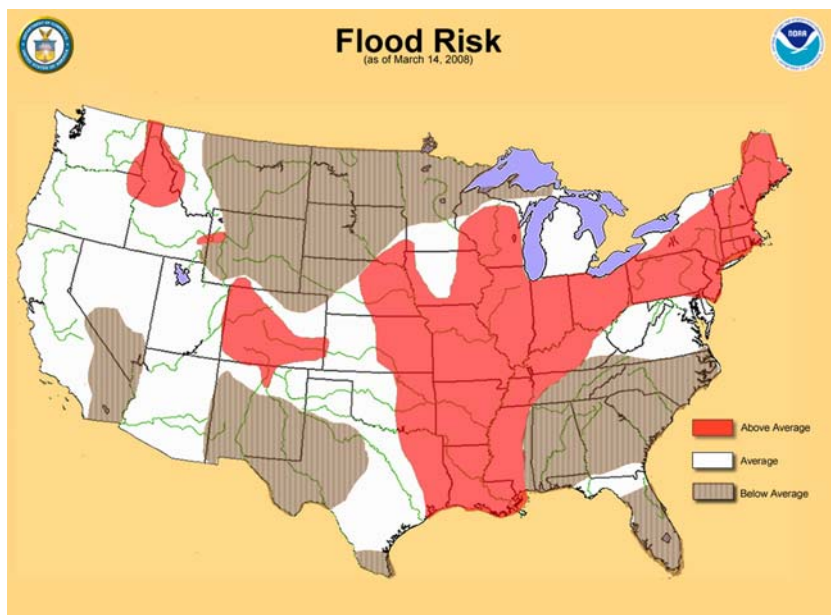 Flood Risk
(as of March 14, 2008)
NOAA
Above Average
Average
Below Average